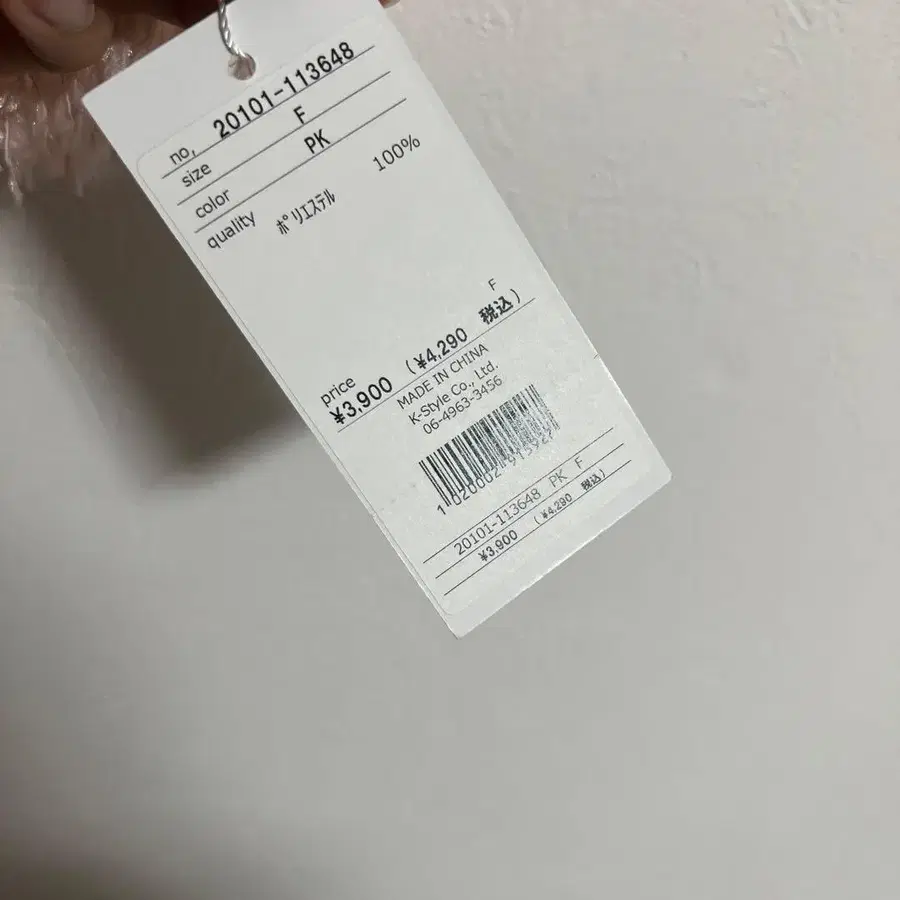 no, 20101-113648
size F
color PK
quality ﾎﾟﾘｴｽﾃﾙ 100%
F
price ¥3,900 (¥4,290 税込)
MADE IN CHINA
K-Style Co., Ltd.
06-4963-3456
20101-113648 PK F
¥3,900 (¥4,290 税込)